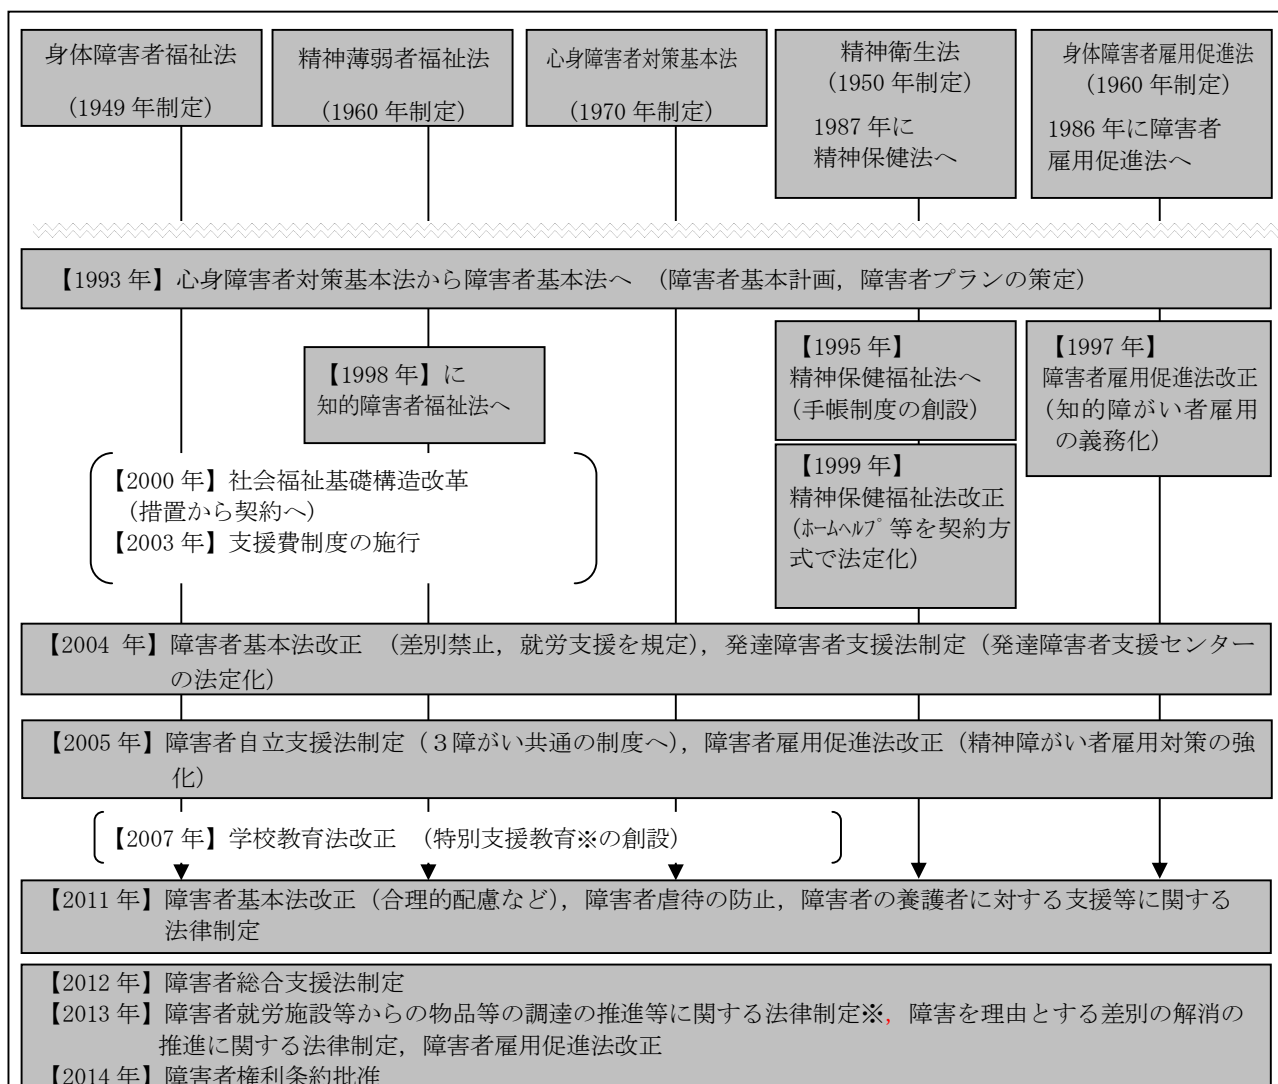 身体障害者福祉法
（1949 年制定）
精神薄弱者福祉法
（1960 年制定）
心身障害者対策基本法
（1970 年制定）
精神衛生法
（1950 年制定）
1987 年に
精神保健法へ
身体障害者雇用促進法
（1960 年制定）
1986 年に障害者
雇用促進法へ
【1993 年】心身障害者対策基本法から障害者基本法へ （障害者基本計画，障害者プランの策定）
【1998 年】に
知的障害者福祉法へ
【1995 年】
精神保健福祉法へ
（手帳制度の創設）
【1997 年】
障害者雇用促進法改正
（知的障がい者雇用
の義務化）
【2000 年】社会福祉基礎構造改革
（措置から契約へ）
【2003 年】支援費制度の施行
【1999 年】
精神保健福祉法改正
（ﾎｰﾑﾍﾙﾌﾟ等を契約方
式で法定化）
【2004 年】障害者基本法改正 （差別禁止，就労支援を規定），発達障害者支援法制定（発達障害者支援センター
の法定化）
【2005 年】障害者自立支援法制定（３障がい共通の制度へ），障害者雇用促進法改正（精神障がい者雇用対策の強
化）
【2007 年】学校教育法改正 （特別支援教育※の創設）
【2011 年】障害者基本法改正（合理的配慮など），障害者虐待の防止，障害者の養護者に対する支援等に関する
法律制定
【2012 年】障害者総合支援法制定
【2013 年】障害者就労施設等からの物品等の調達の推進等に関する法律制定※，障害を理由とする差別の解消の
推進に関する法律制定，障害者雇用促進法改正
【2014 年】障害者権利条約批准